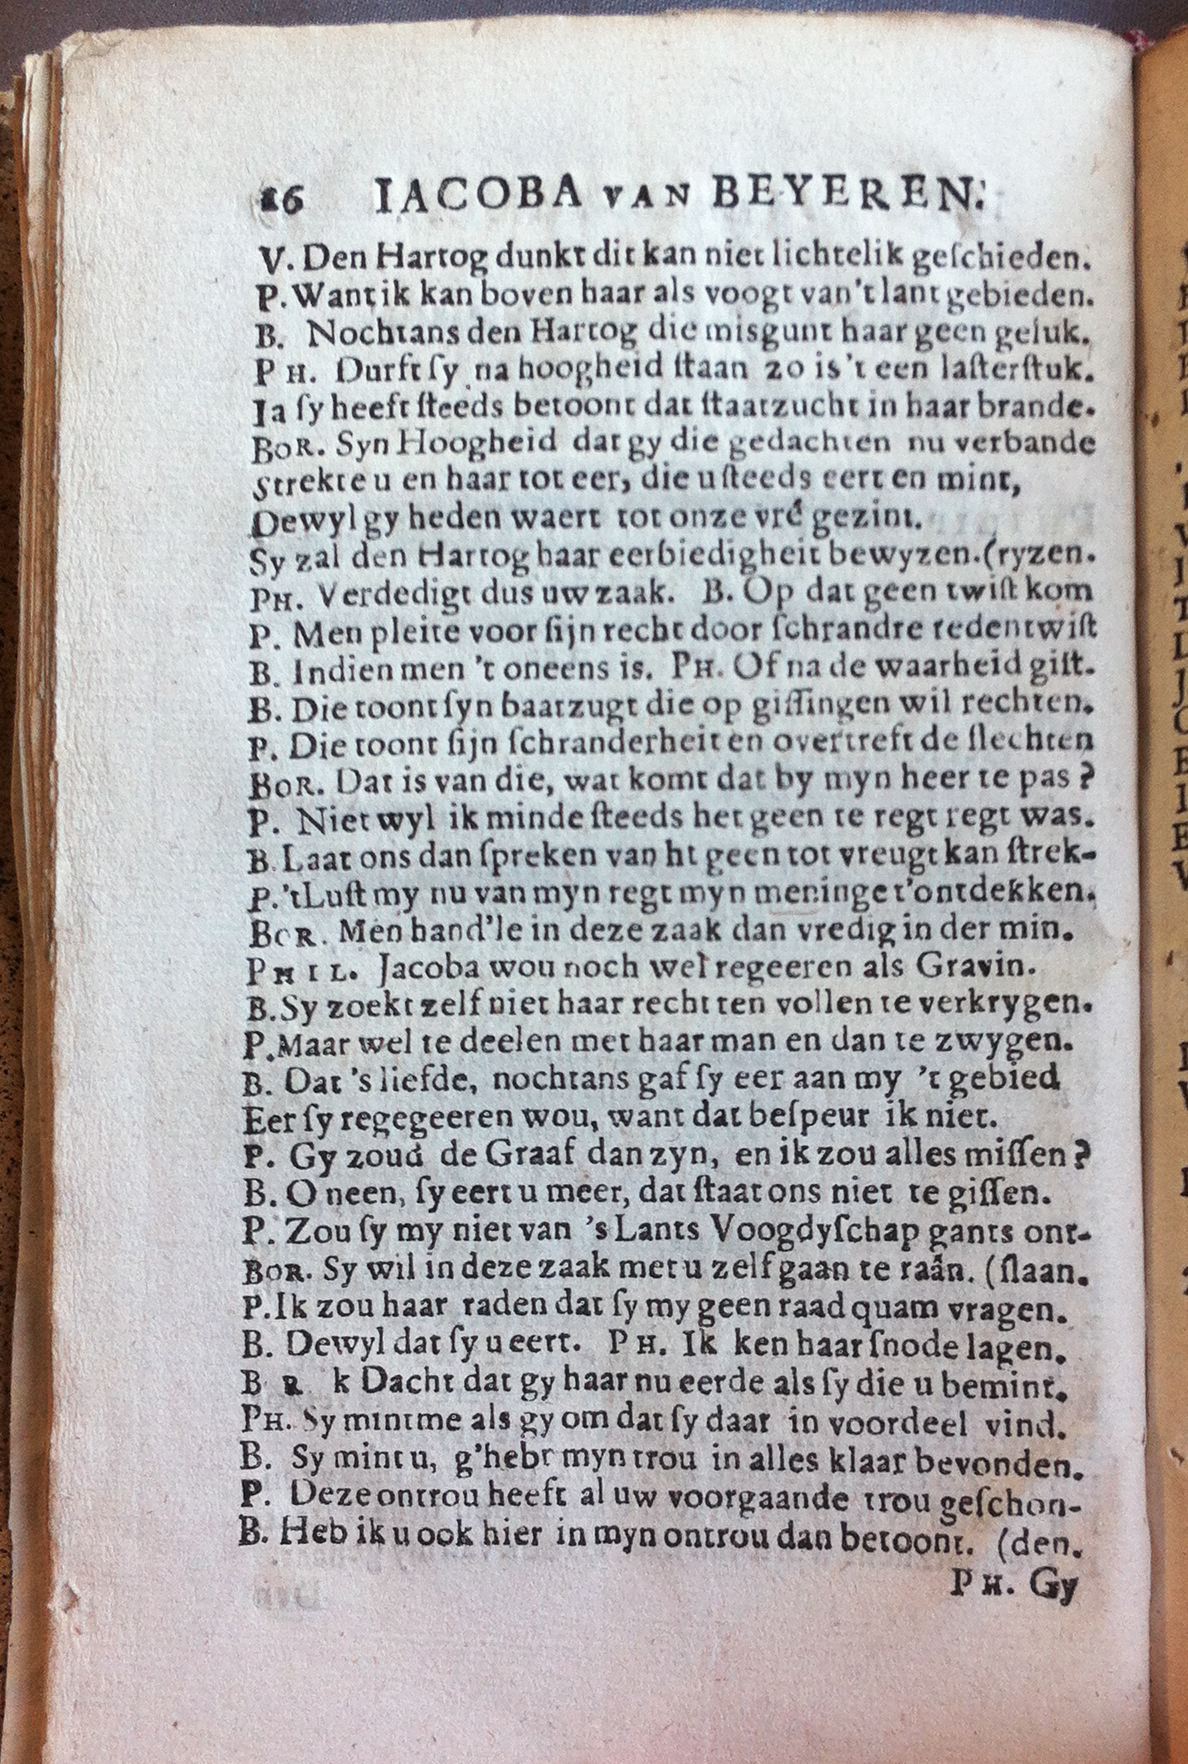 16 IACOBA VAN BEYEREN.
V. Den Hartog dunkt dit kan niet lichtelik geſchieden.
P. Want ik kan boven haar als voogt van 't lant gebieden.
B. Nochtans den Hartog die misgunt haar geen geluk.
PH. Durft ſy na hoogheid ſtaan zo is 't een laſterſtuk.
Ja ſy heeft ſteeds betoont dat ſtaatzucht in haar brande.
BOR. Syn Hoogheid dat gy die gedachten nu verbande
Strekte u en haar tot eer, die u ſteeds eert en mint,
Dewyl gy heden waert tot onze vré gezint.
Sy zal den Hartog haar eerbiedigheit bewyzen. (ryzen.
PH. Verdedigt dus uw zaak. B. Op dat geen twiſt kom
P. Men pleite voor ſijn recht door ſchrandre redentwiſt
B. Indien men 't oneens is. PH. Of na de waarheid giſt.
B. Die toont ſyn baatzugt die op giſſingen wil rechten.
P. Die toont ſijn ſchranderheit en overtreft de ſlechten
BOR. Dat is van die, wat komt dat by myn heer te pas?
P. Niet wyl ik minde ſteeds het geen te regt regt was.
B. Laat ons dan ſpreken van ht geen tot vreugt kan ſtrek-
P. 't Luſt my nu van myn regt myn meninge t'ontdekken.
BOR. Men hand'le in deze zaak dan vredig in der min.
PHIL. Jacoba wou noch wel regeeren als Gravin.
B. Sy zoekt zelf niet haar recht ten vollen te verkrygen.
P. Maar wel te deelen met haar man en dan te zwygen.
B. Dat 's liefde, nochtans gaf ſy eer aan my 't gebied
Eer ſy regegeeren wou, want dat beſpeur ik niet.
P. Gy zoud de Graaf dan zyn, en ik zou alles miſſen?
B. O neen, ſy eert u meer, dat ſtaat ons niet te giſſen.
P. Zou ſy my niet van 's Lants Voogdyſchap gants ont-
BOR. Sy wil in deze zaak met u zelf gaan te raân. (ſlaan.
P. Ik zou haar raden dat ſy my geen raad quam vragen.
B. Dewyl dat ſy u eert. PH. Ik ken haar ſnode lagen.
B R k Dacht dat gy haar nu eerde als ſy die u bemint.
PH. Sy mint me als gy om dat ſy daar in voordeel vind.
B. Sy mint u, g'hebt myn trou in alles klaar bevonden.
P. Deze ontrou heeft al uw voorgaande trou geſchon-
B. Heb ik u ook hier in myn ontrou dan betoont. (den.
PH. Gy